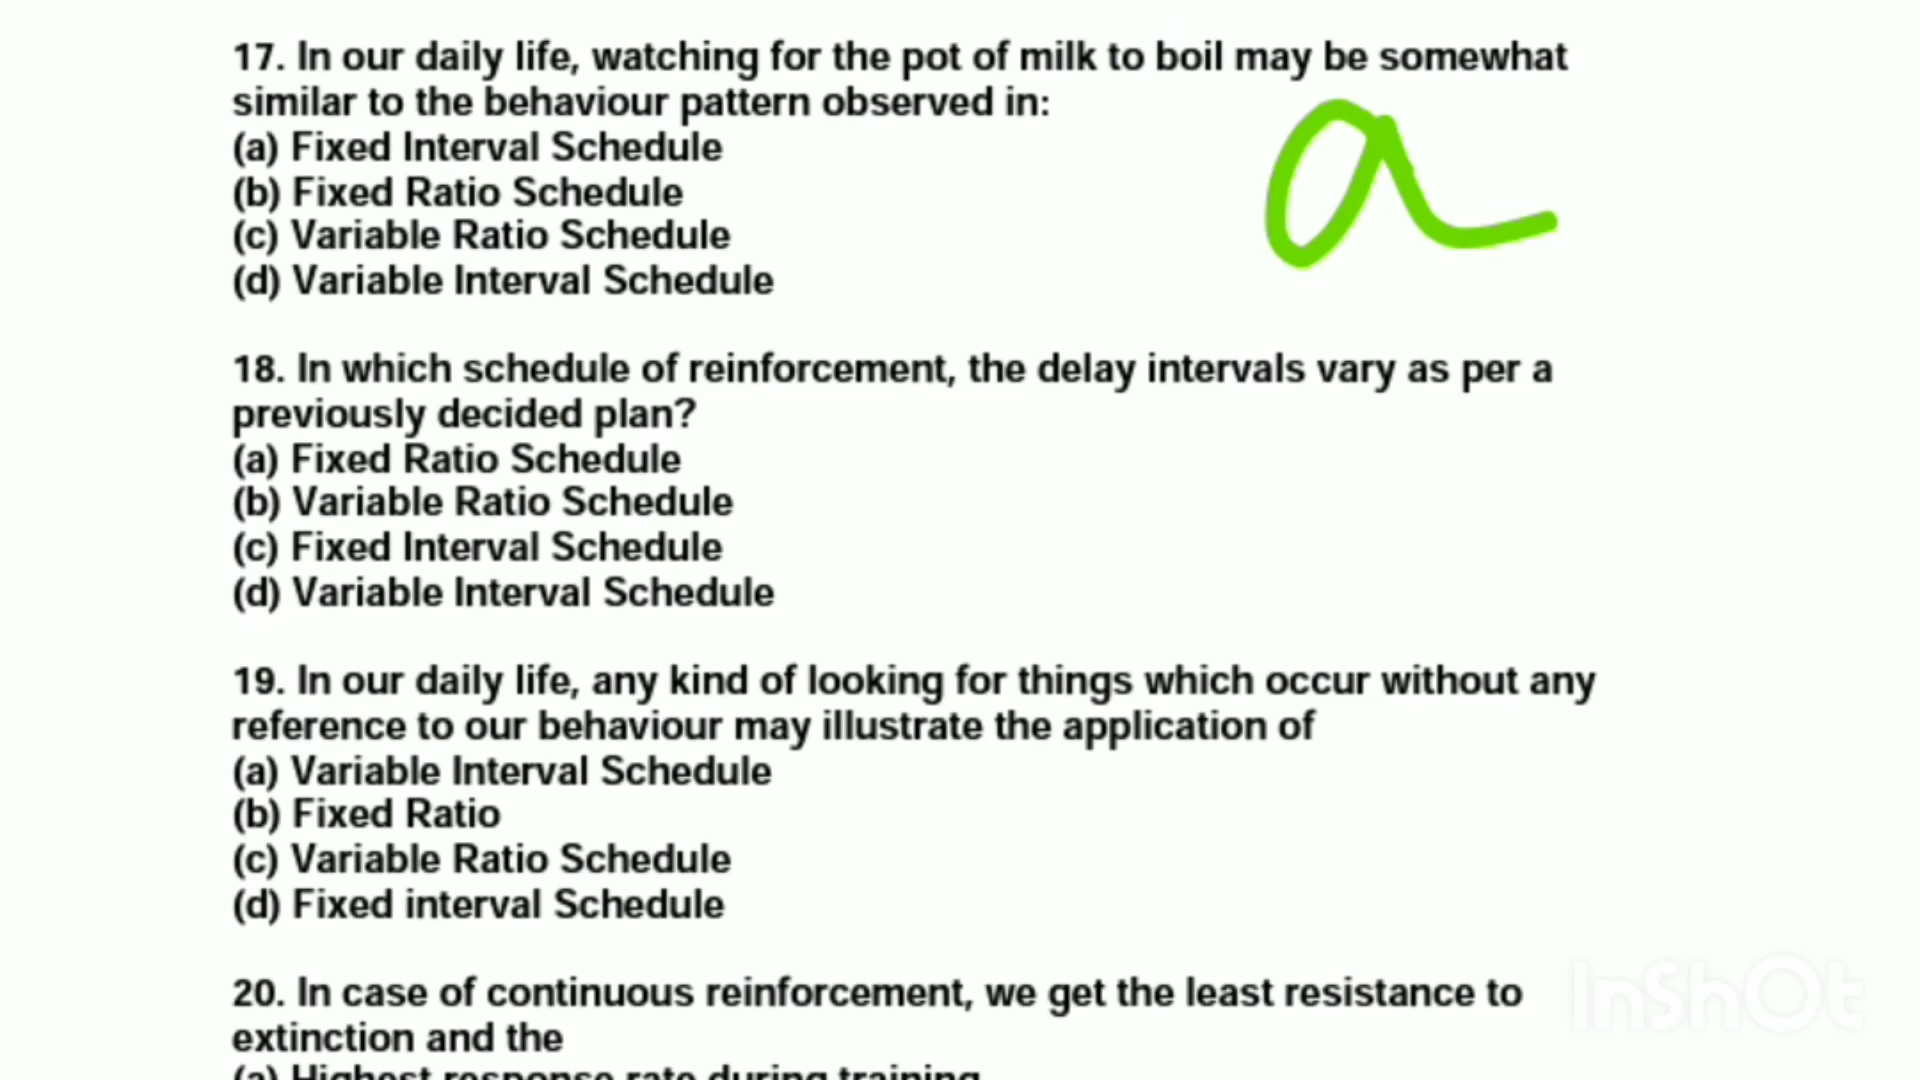 17. In our daily life, watching for the pot of milk to boil may be somewhat
similar to the behaviour pattern observed in:
(a) Fixed Interval Schedule
(b) Fixed Ratio Schedule
(c) Variable Ratio Schedule
(d) Variable Interval Schedule
a
18. In which schedule of reinforcement, the delay intervals vary as per a
previously decided plan?
(a) Fixed Ratio Schedule
(b) Variable Ratio Schedule
(c) Fixed Interval Schedule
(d) Variable Interval Schedule
19. In our daily life, any kind of looking for things which occur without any
reference to our behaviour may illustrate the application of
(a) Variable Interval Schedule
(b) Fixed Ratio
(c) Variable Ratio Schedule
(d) Fixed interval Schedule
20. In case of continuous reinforcement, we get the least resistance to
extinction and the
(a) Highest response rate during training
InShOt